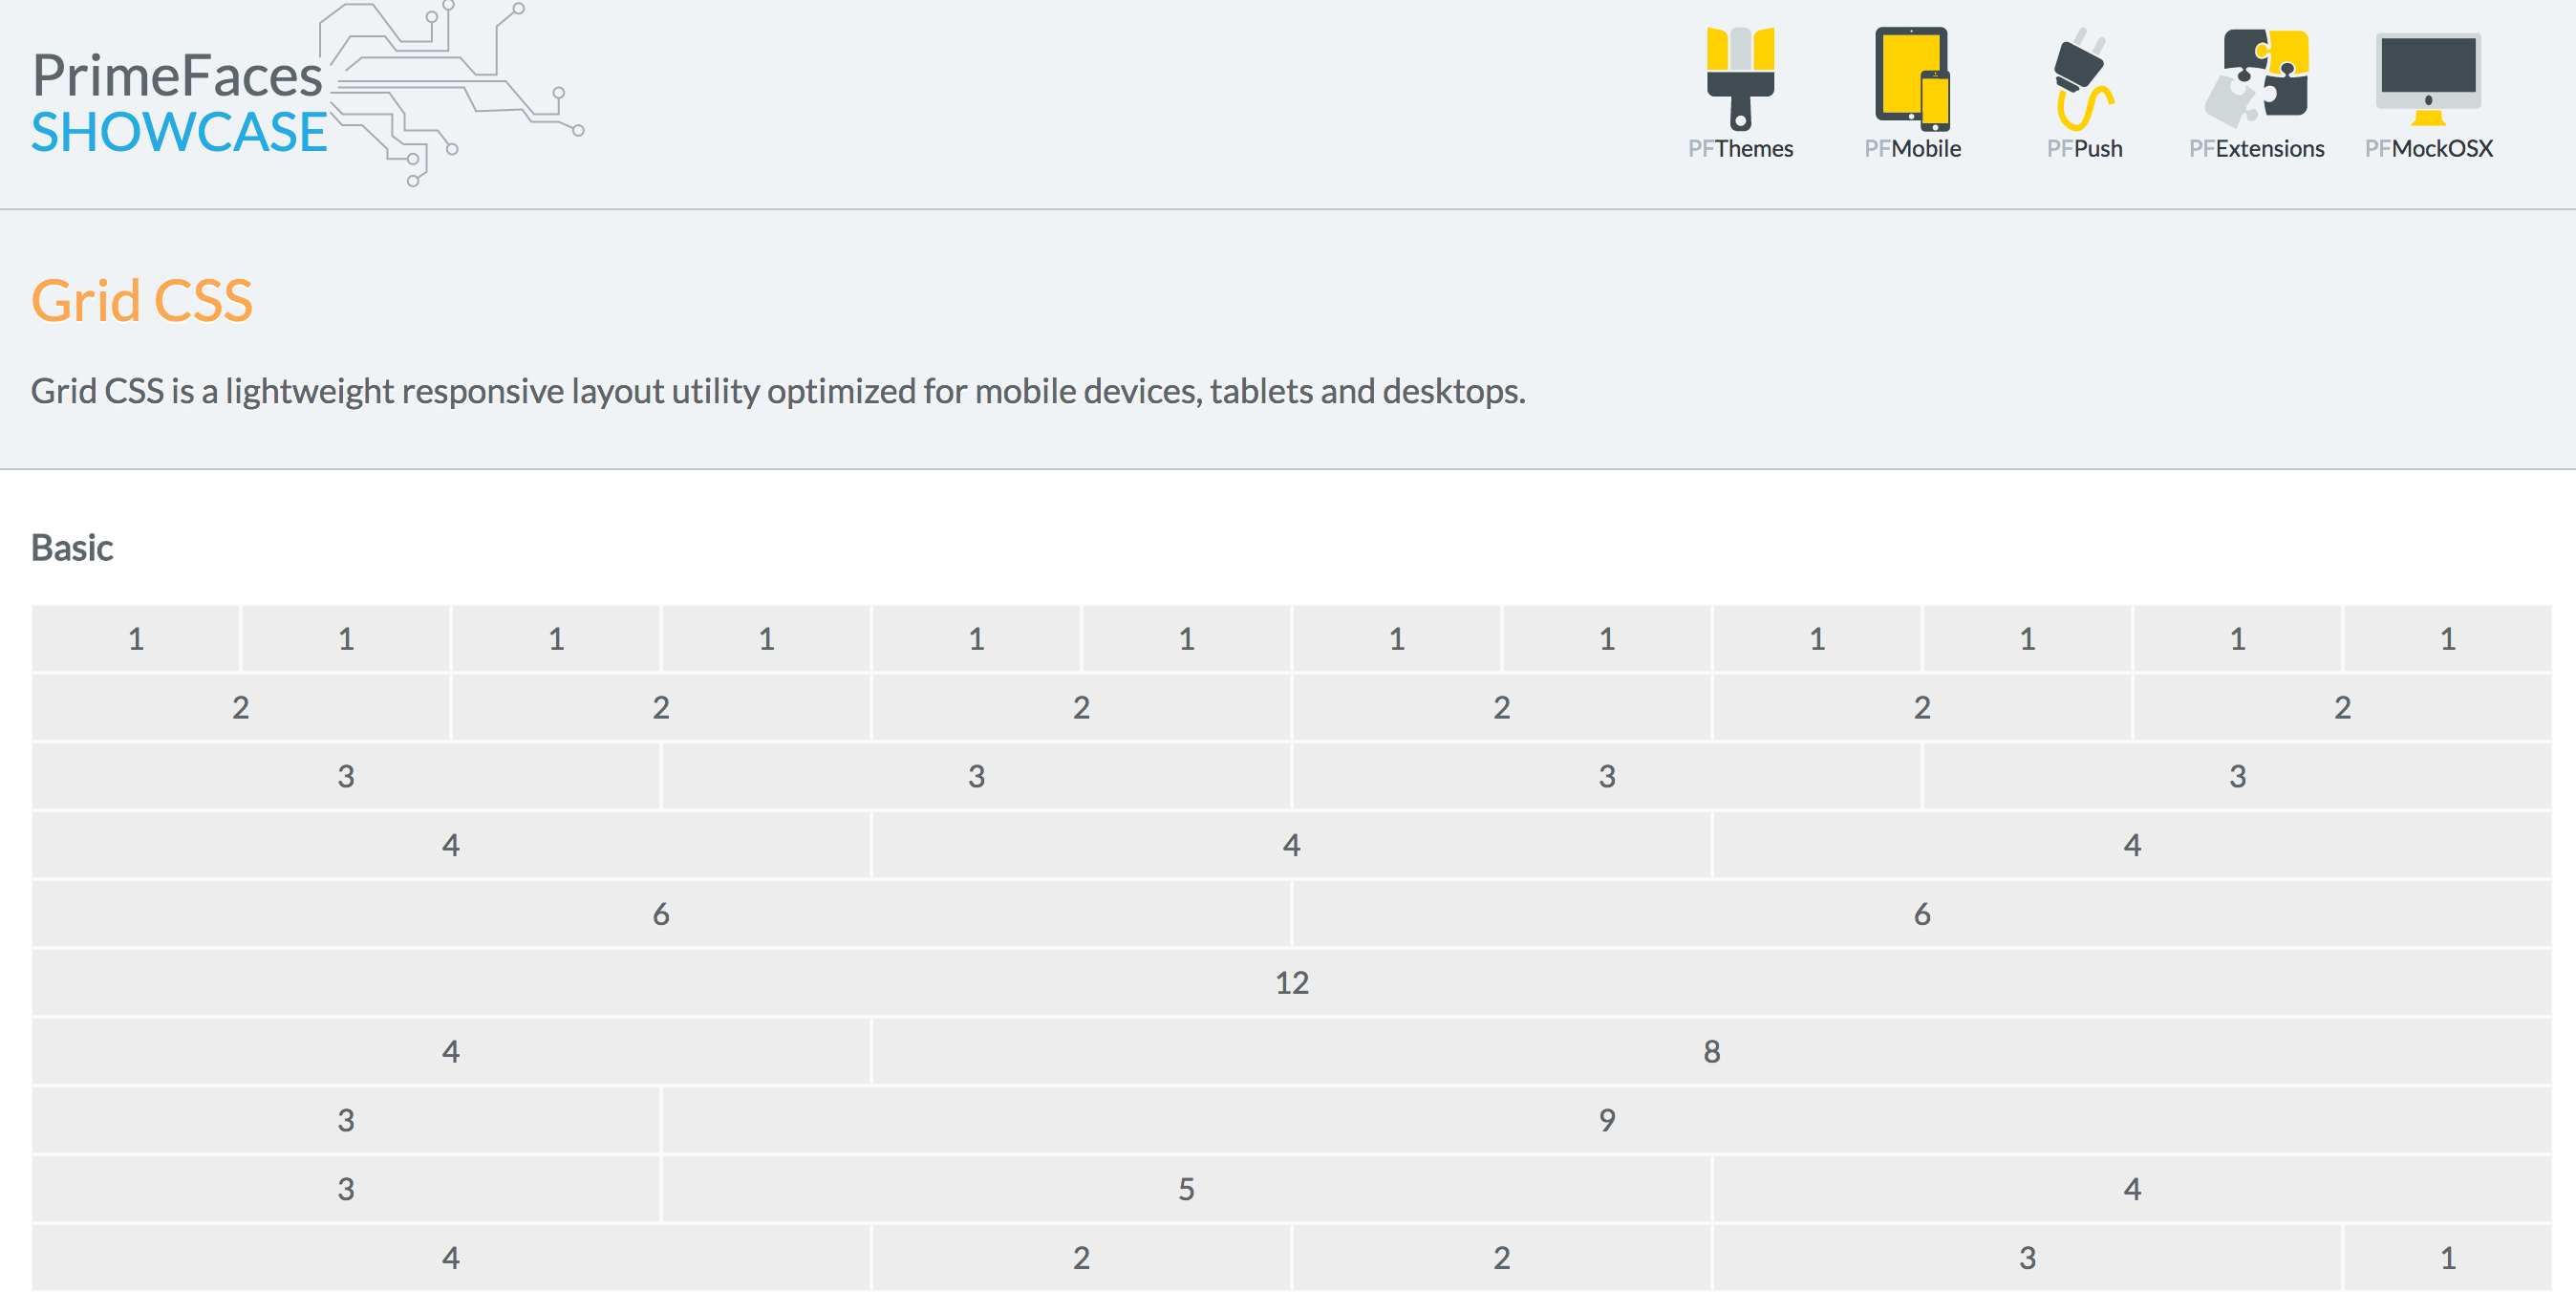 PrimeFaces
SHOWCASE
PFThemes PFMobile PFPush PFExtensions PFMockOSX
Grid CSS
Grid CSS is a lightweight responsive layout utility optimized for mobile devices, tablets and desktops.
Basic
1 1 1 1 1 1 1 1 1 1 1 1
2 2 2 2 2 2
3 3 3 3
4 4 4
6 6
12
4 8
3 9
3 5 4
4 2 2 3 1